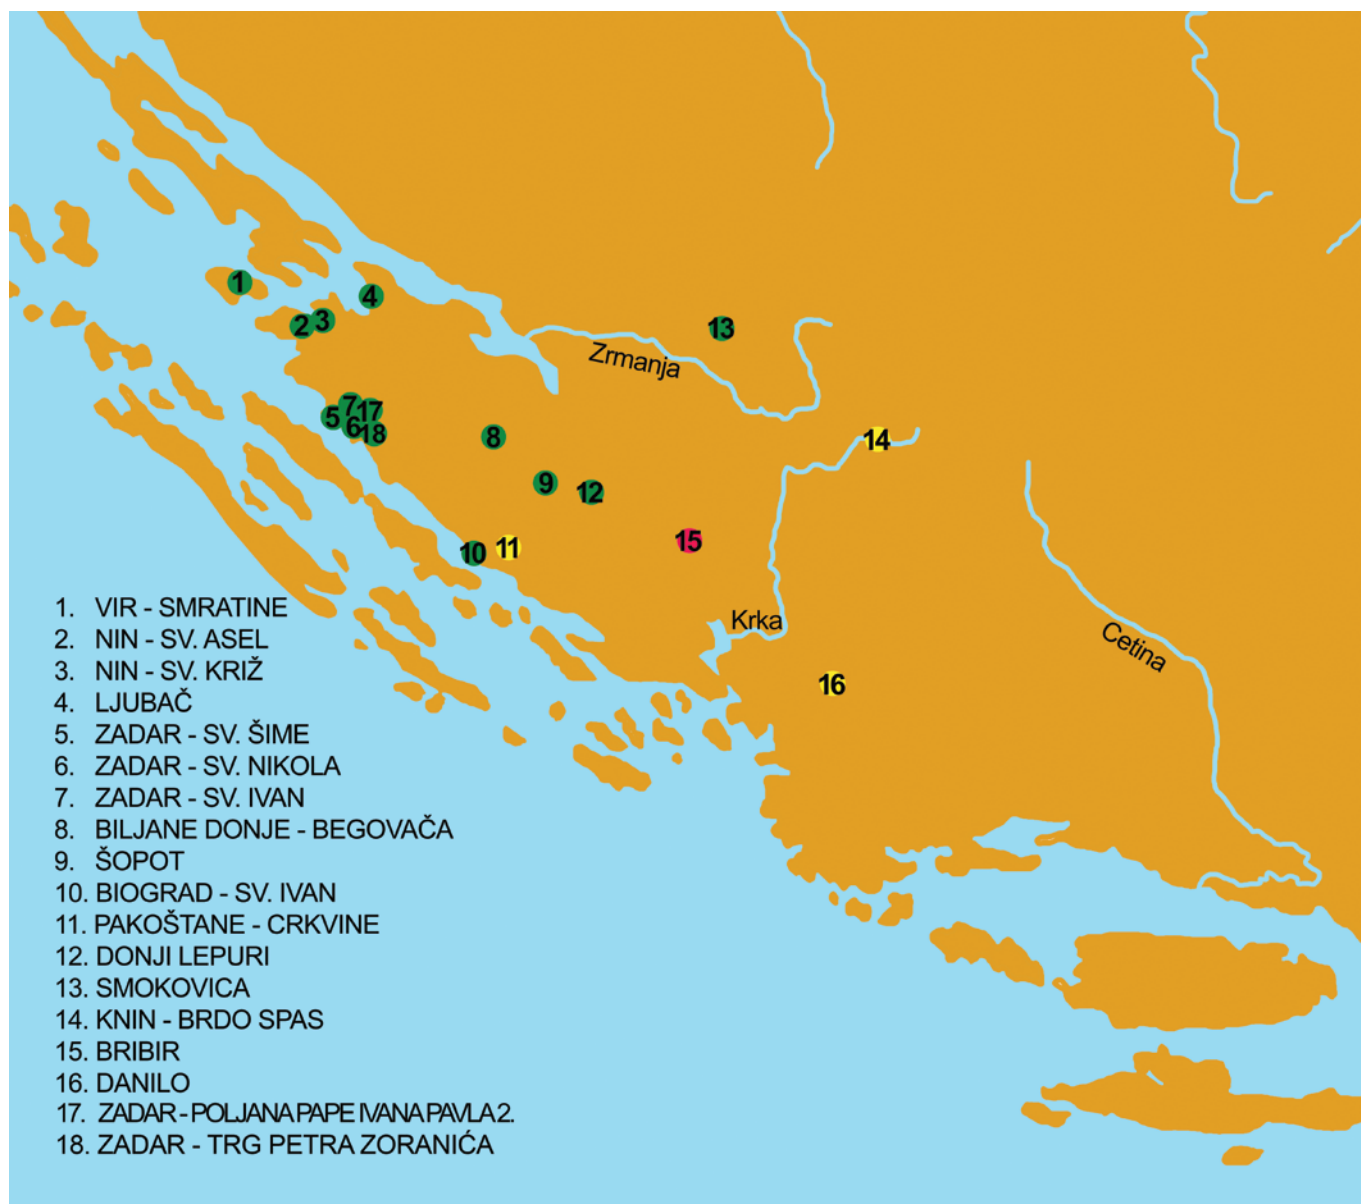 1
2
3
4
13
Zrmanja
5
7
17
6
18
8
14
9
12
15
10
11
Krka
Cetina
16
1. VIR - SMRATINE
2. NIN - SV. ASEL
3. NIN - SV. KRIŽ
4. LJUBAČ
5. ZADAR - SV. ŠIME
6. ZADAR - SV. NIKOLA
7. ZADAR - SV. IVAN
8. BILJANE DONJE - BEGOVAČA
9. ŠOPOT
10. BIOGRAD - SV. IVAN
11. PAKOŠTANE - CRKVINE
12. DONJI LEPURI
13. SMOKOVICA
14. KNIN - BRDO SPAS
15. BRIBIR
16. DANILO
17. ZADAR - POLJANA PAPE IVANA PAVLA 2.
18. ZADAR - TRG PETRA ZORANIĆA